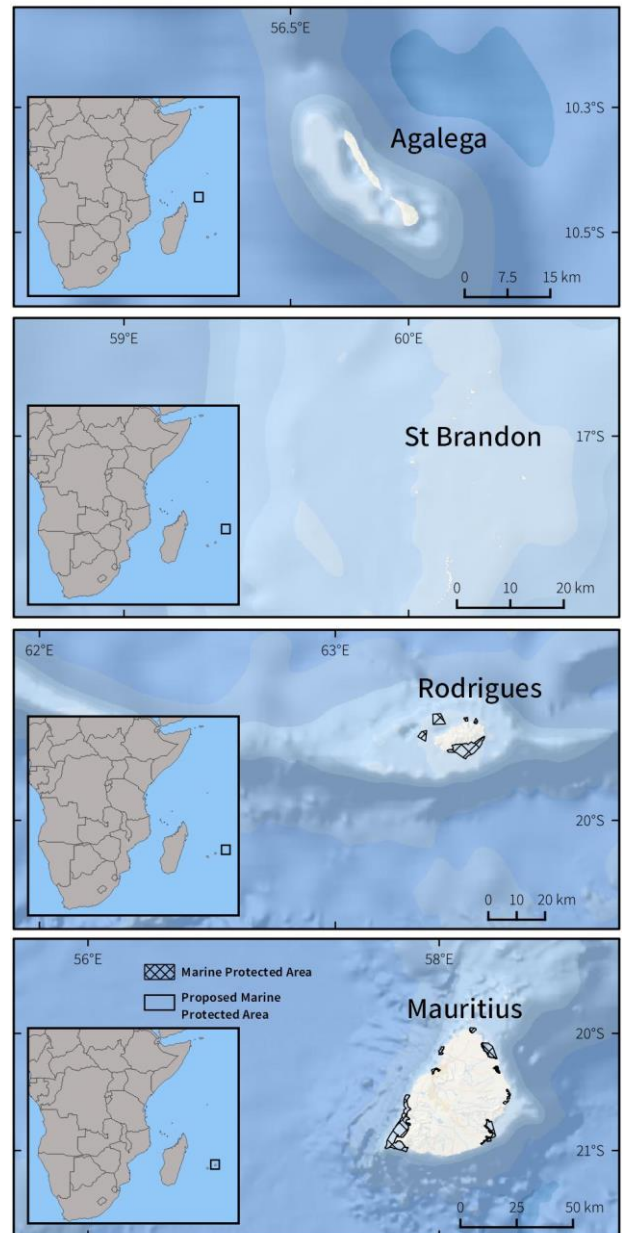 56.5°E
10.3°S
Agalega
10.5°S
0 7.5 15 km
59°E 60°E
17°S
St Brandon
0 10 20 km
62°E 63°E
Rodrigues
20°S
0 10 20 km
56°E 58°E
Marine Protected Area
Proposed Marine
Protected Area
Mauritius
20°S
21°S
0 25 50 km